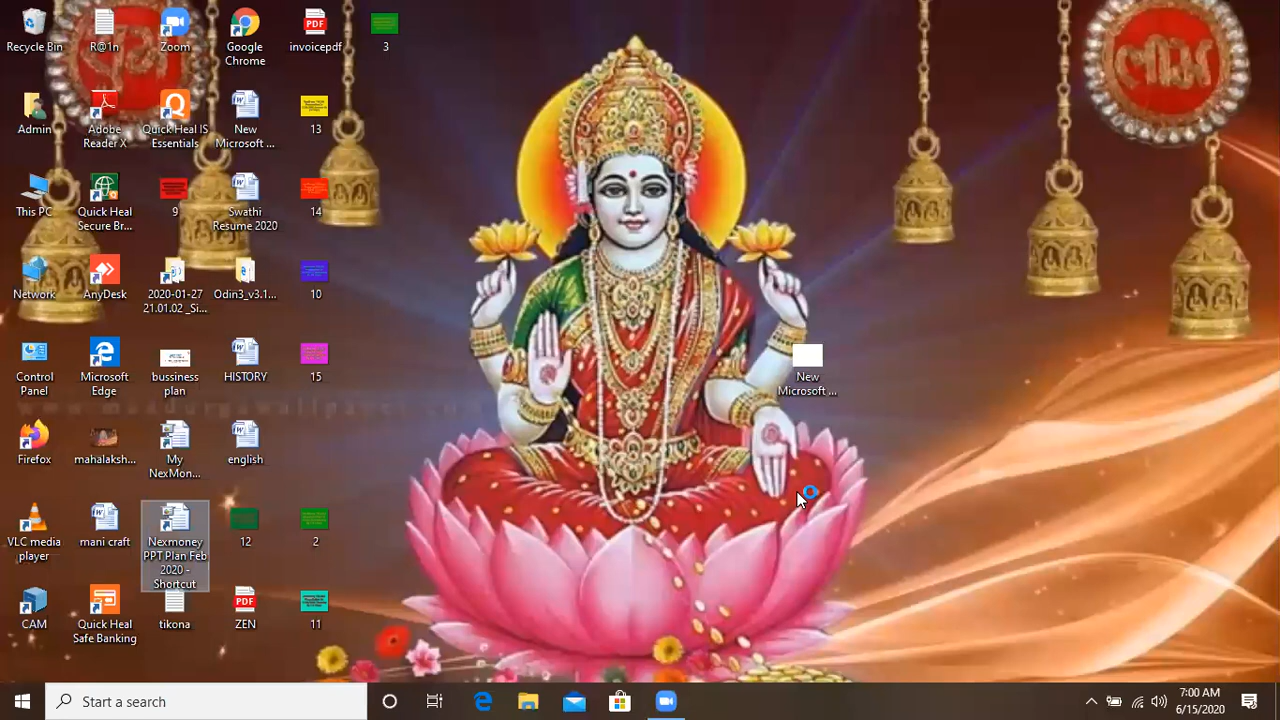 Recycle Bin
R@1n
Zoom
Google
Chrome
invoicepdf
3
Admin
Adobe
Reader X
Quick Heal IS
Essentials
New
Microsoft ...
13
This PC
Quick Heal
Secure Br...
9
Swathi
Resume 2020
14
Network
AnyDesk
2020-01-27
21.01.02 _Si...
Odin3_v3.1...
10
Control
Panel
Microsoft
Edge
bussiness
plan
HISTORY
15
New
Microsoft ...
Firefox
mahalaksh...
My
NexMon...
english
VLC media
player
mani craft
Nexmoney
PPT Plan Feb
2020 -
Shortcut
12
2
CAM
Quick Heal
Safe Banking
tikona
ZEN
11
PDF
PDF
Start a search
7:00 AM
6/15/2020